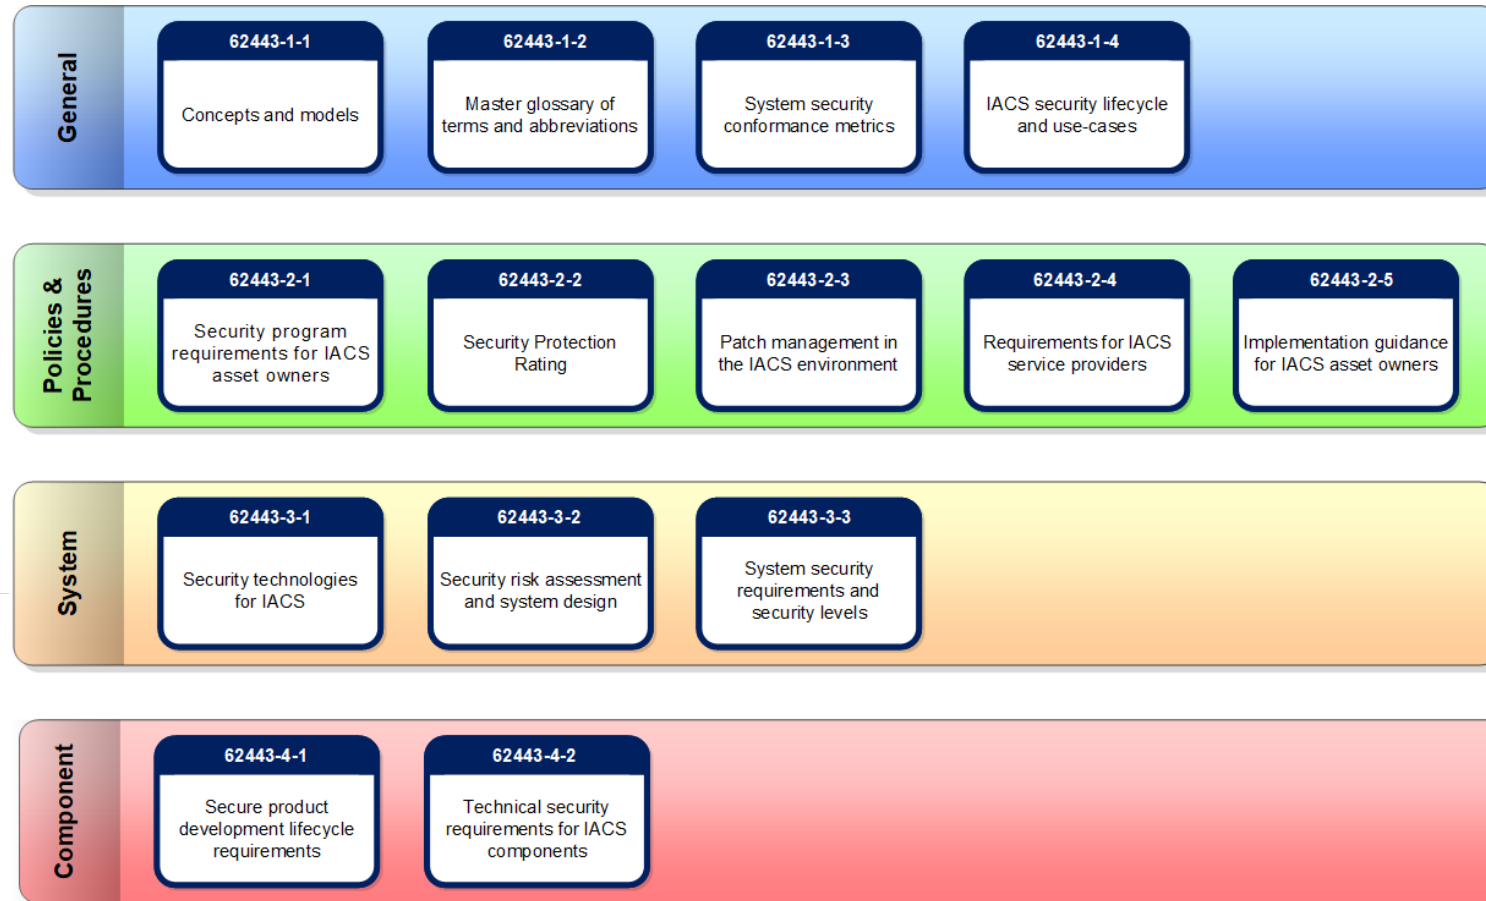 General
62443-1-1
Concepts and models
62443-1-2
Master glossary of
terms and abbreviations
62443-1-3
System security
conformance metrics
62443-1-4
IACS security lifecycle
and use-cases
Policies &
Procedures
62443-2-1
Security program
requirements for IACS
asset owners
62443-2-2
Security Protection
Rating
62443-2-3
Patch management in
the IACS environment
62443-2-4
Requirements for IACS
service providers
62443-2-5
Implementation guidance
for IACS asset owners
System
62443-3-1
Security technologies
for IACS
62443-3-2
Security risk assessment
and system design
62443-3-3
System security
requirements and
security levels
Component
62443-4-1
Secure product
development lifecycle
requirements
62443-4-2
Technical security
requirements for IACS
components